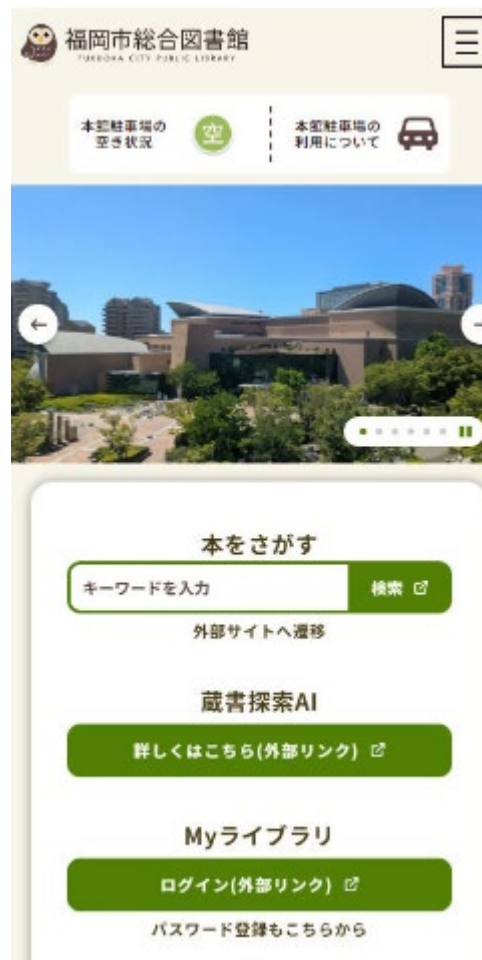 福岡市総合図書館
FUKUOKA CITY PUBLIC LIBRARY
本館駐車場の
空き状況
空
本館駐車場の
利用について
本をさがす
キーワードを入力
検索
外部サイトへ遷移
蔵書探索AI
詳しくはこちら(外部リンク)
Myライブラリ
ログイン(外部リンク)
パスワード登録もこちらから